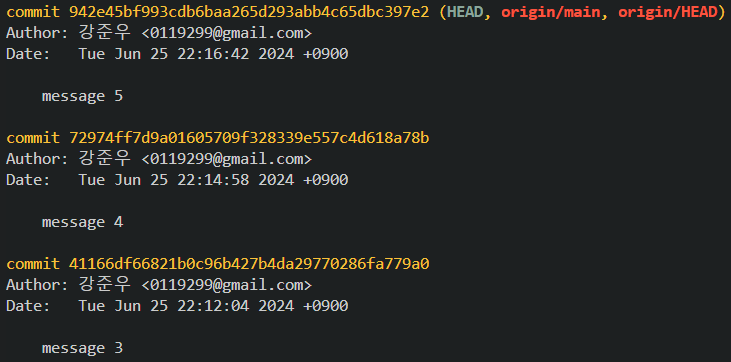 commit 942e45bf993cdb6baa265d293abb4c65dbc397e2 (HEAD, origin/main, origin/HEAD)
Author: 강준우 <0119299@gmail.com>
Date:   Tue Jun 25 22:16:42 2024 +0900
message 5
commit 72974ff7d9a01605709f328339e557c4d618a78b
Author: 강준우 <0119299@gmail.com>
Date:   Tue Jun 25 22:14:58 2024 +0900
message 4
commit 41166df66821b0c96b427b4da29770286fa779a0
Author: 강준우 <0119299@gmail.com>
Date:   Tue Jun 25 22:12:04 2024 +0900
message 3